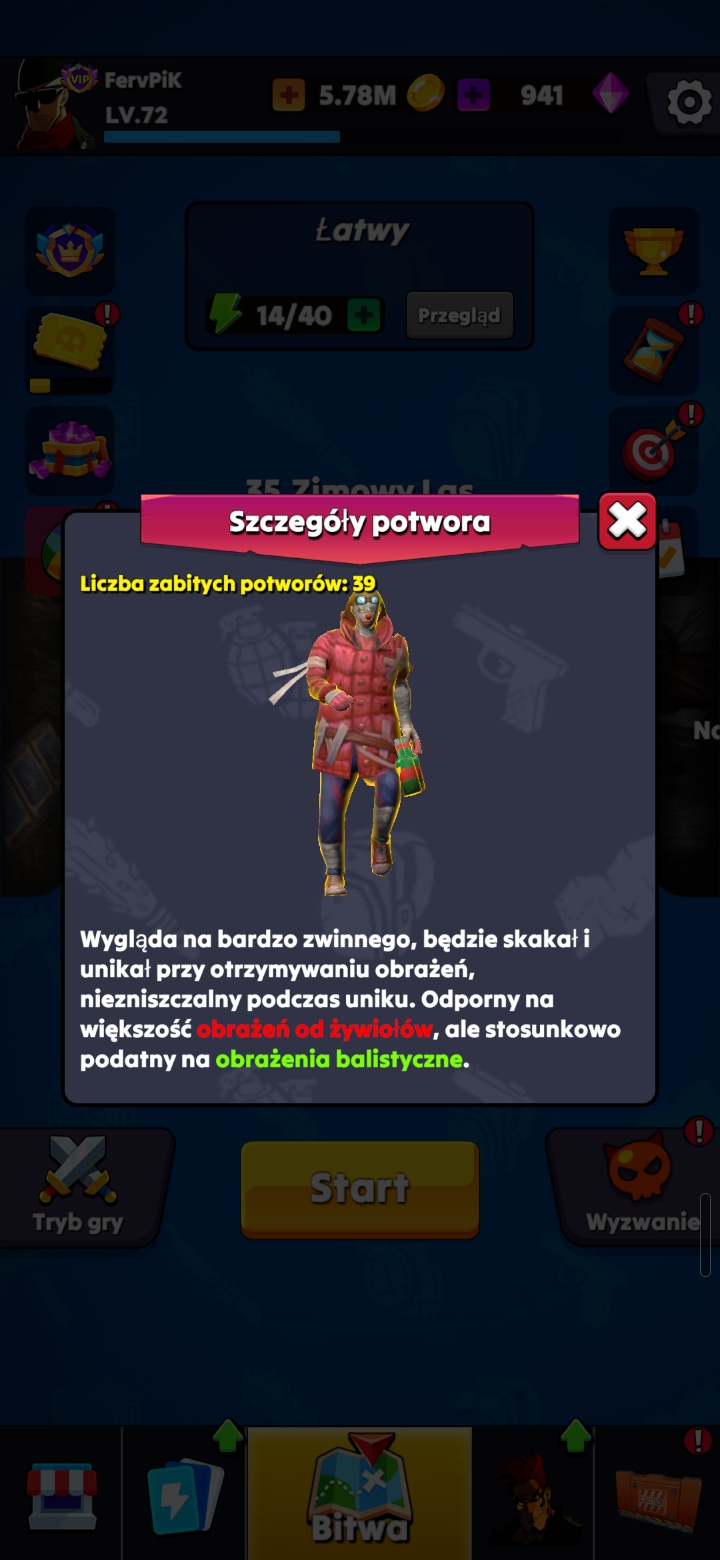 VIP
FervPiK
LV.72
5.78M
941
Łatwy
14/40
Przegląd
35.Zimowy Las
Szczegóły potwora
Liczba zabitych potworów: 39
Wygląda na bardzo zwinnego, będzie skakał i
unikał przy otrzymywaniu obrażeń,
niezniszczalny podczas uniku. Odporny na
większość obrażeń od żywiołów, ale stosunkowo
podatny na obrażenia balistyczne.
Tryb gry
Start
Wyzwanie
Bitwa